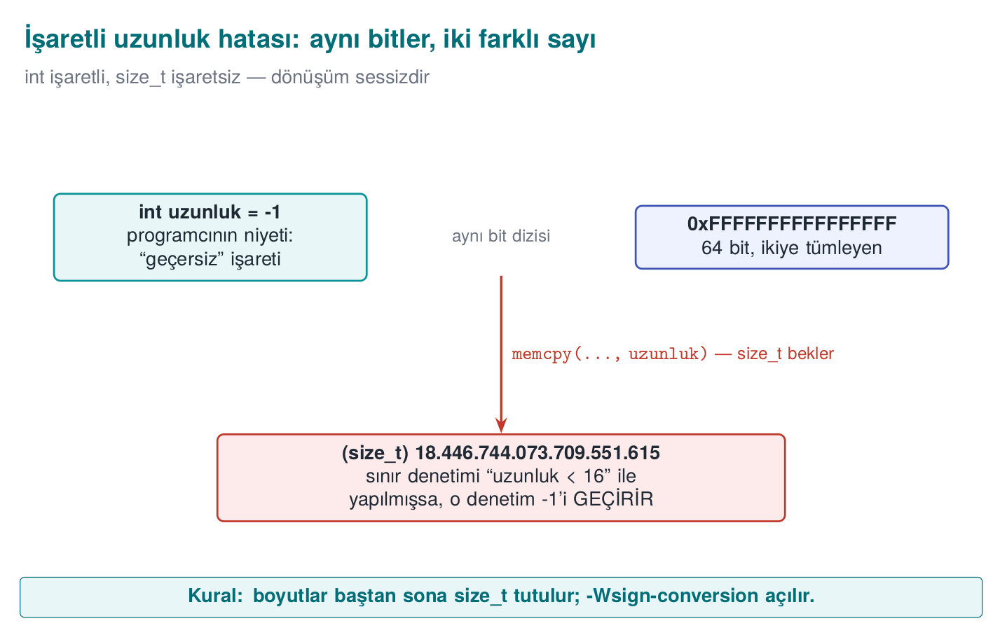 İşaretli uzunluk hatası: aynı bitler, iki farklı sayı
int işaretli, size_t işaretsiz — dönüşüm sessizdir
int uzunluk = -1
programcının niyeti:
“geçersiz” işareti
aynı bit dizisi
0xFFFFFFFFFFFFFFFF
64 bit, ikiye tümleyen
memcpy(..., uzunluk) — size_t bekler
(size_t) 18.446.744.073.709.551.615
sınır denetimi “uzunluk < 16” ile
yapılmışsa, o denetim -1’i GEÇİRİR
Kural: boyutlar baştan sona size_t tutulur; -Wsign-conversion açılır.